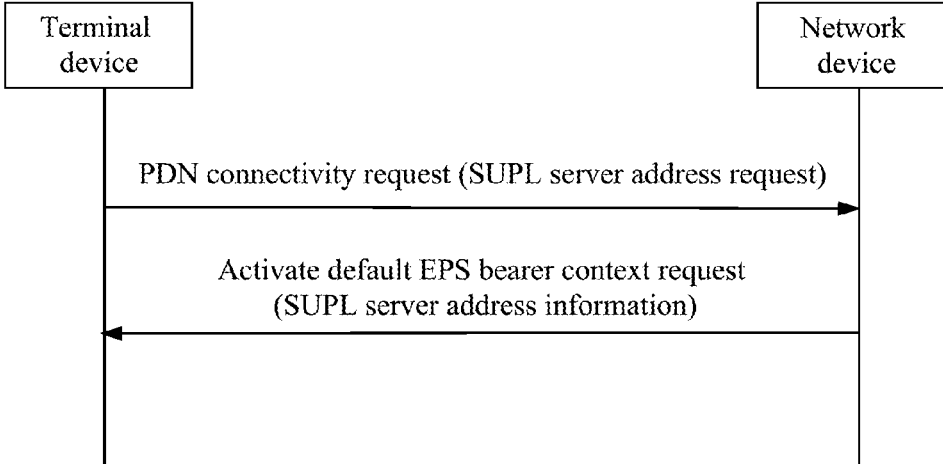 Terminal
device
Network
device
PDN connectivity request (SUPL server address request)
Activate default EPS bearer context request
(SUPL server address information)